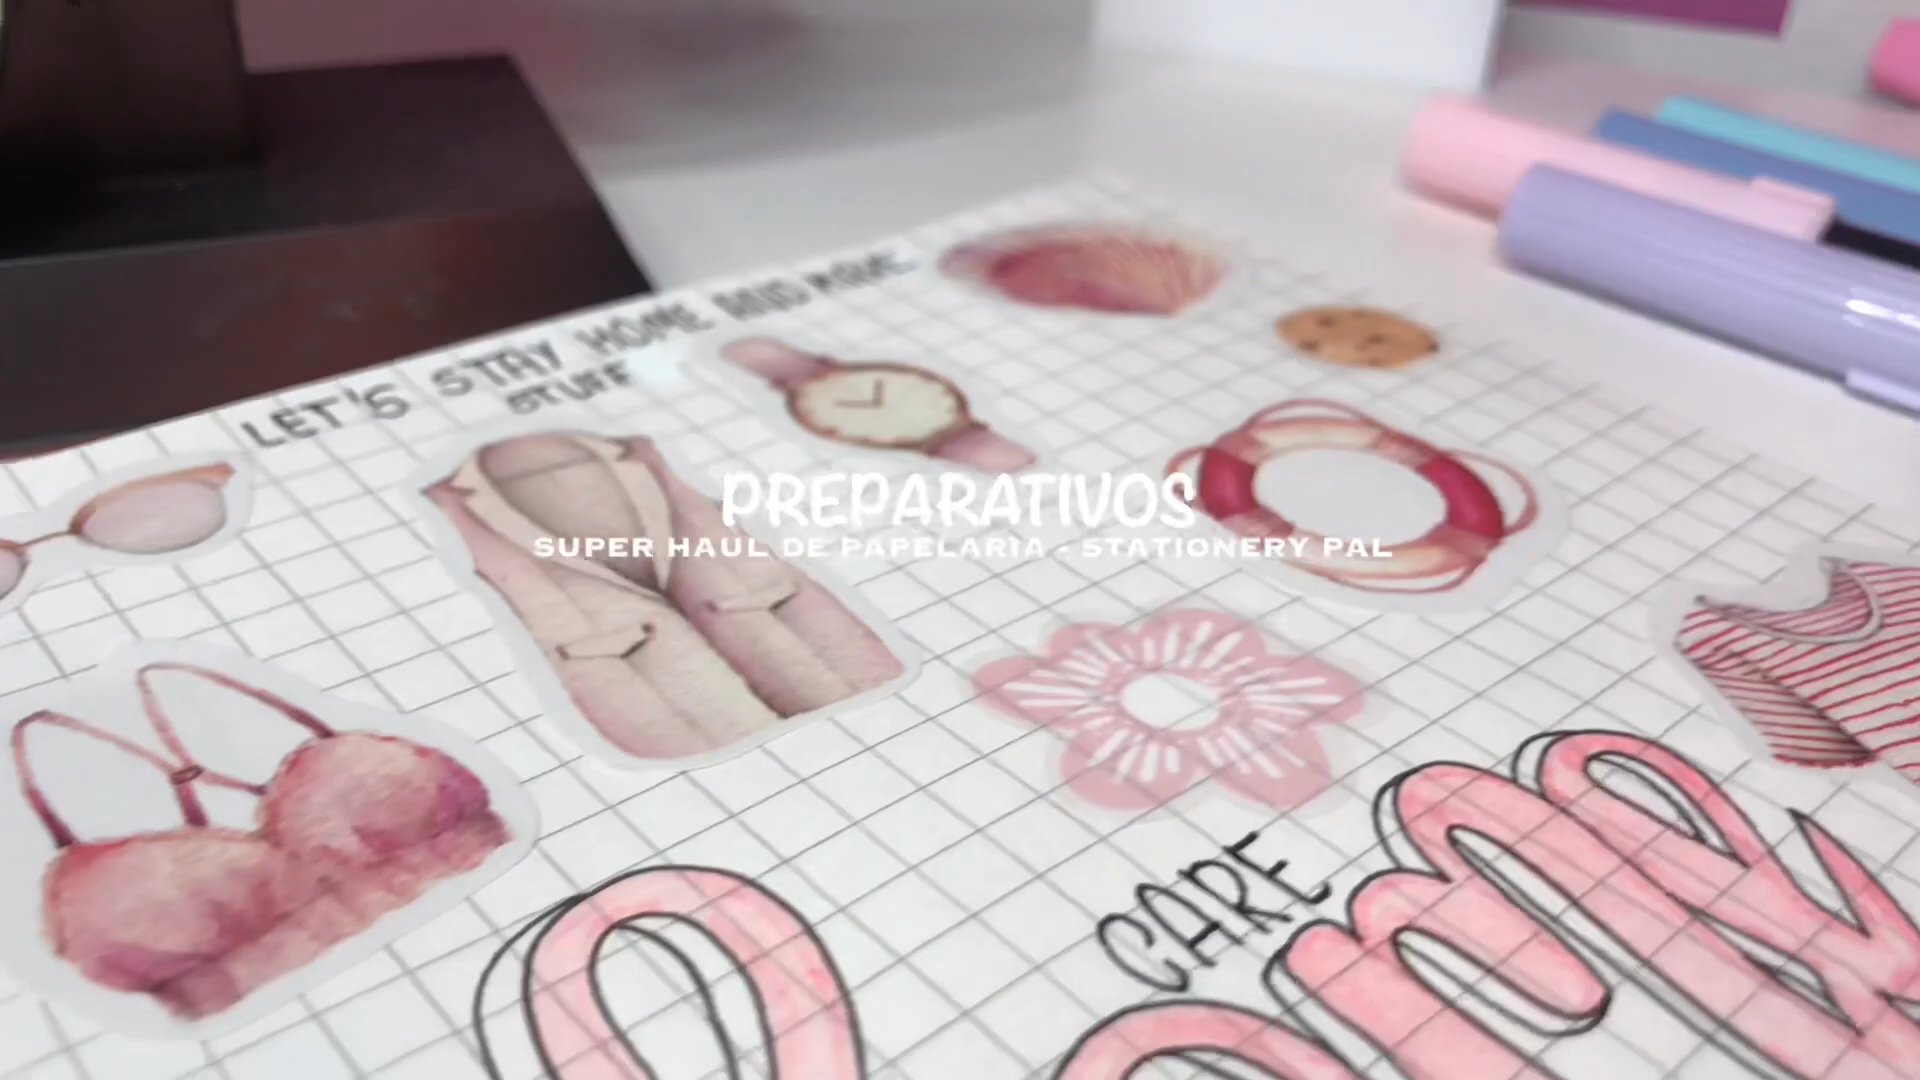 LET'S STAY HOME AND MAKE
STUFF
PREPARATIVOS
SUPER HAUL DE PAPELARIA - STATIONERY PAL
CARE